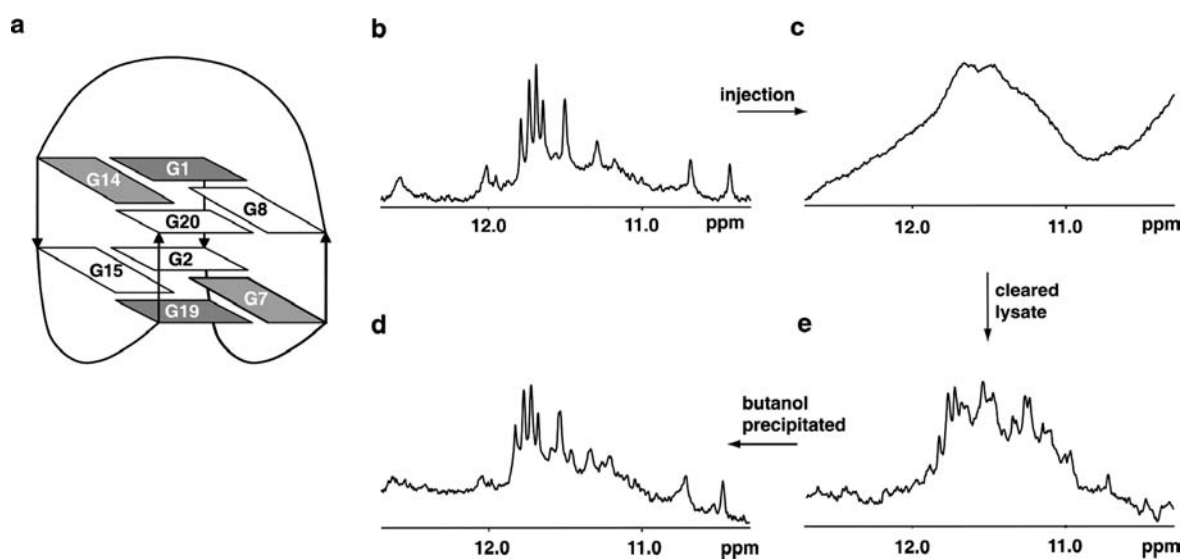 a
G14
G1
G8
G20
G15
G2
G7
G19
b
12.0 11.0 ppm
injection
c
12.0 11.0 ppm
cleared
lysate
d
12.0 11.0 ppm
butanol
precipitated
e
12.0 11.0 ppm